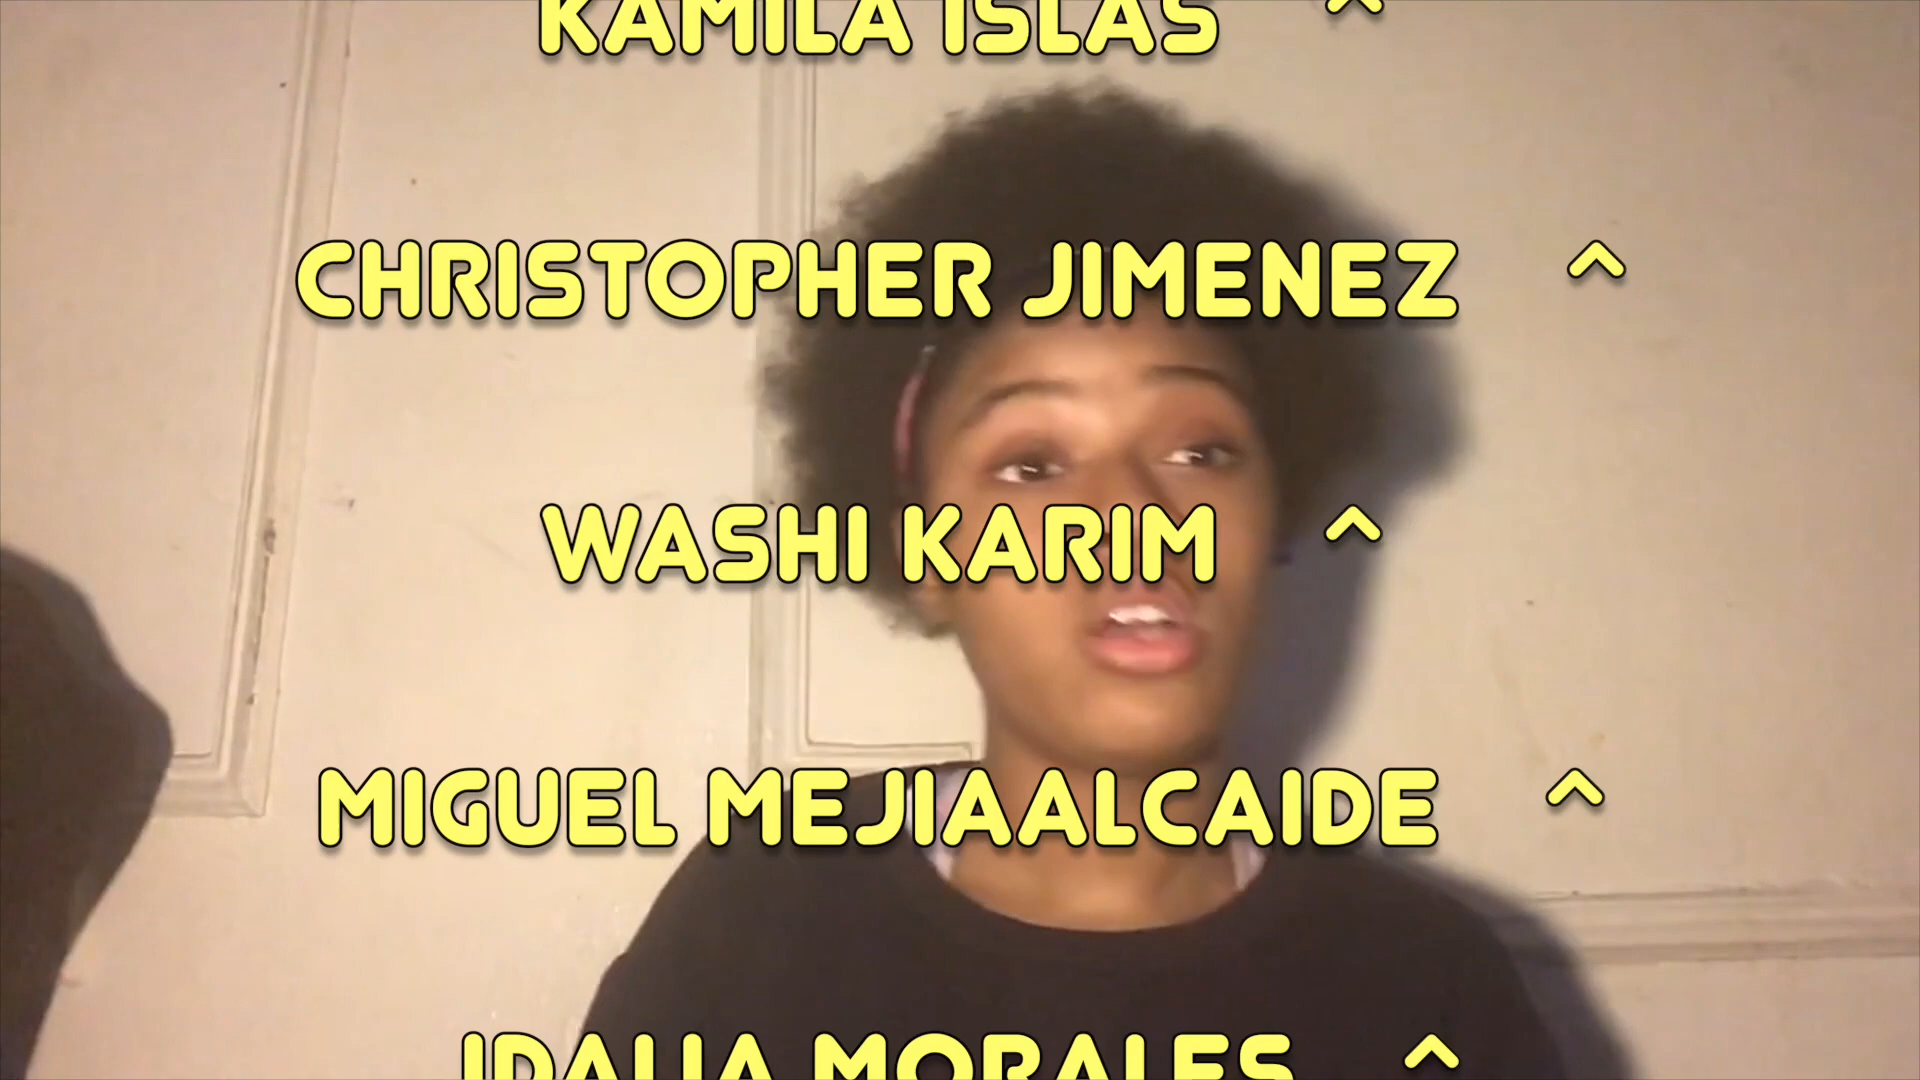 KAMILA ISLAS ^
CHRISTOPHER JIMENEZ ^
WASHI KARIM ^
MIGUEL MEJIAALCAIDE ^
IDALIA MORALES ^